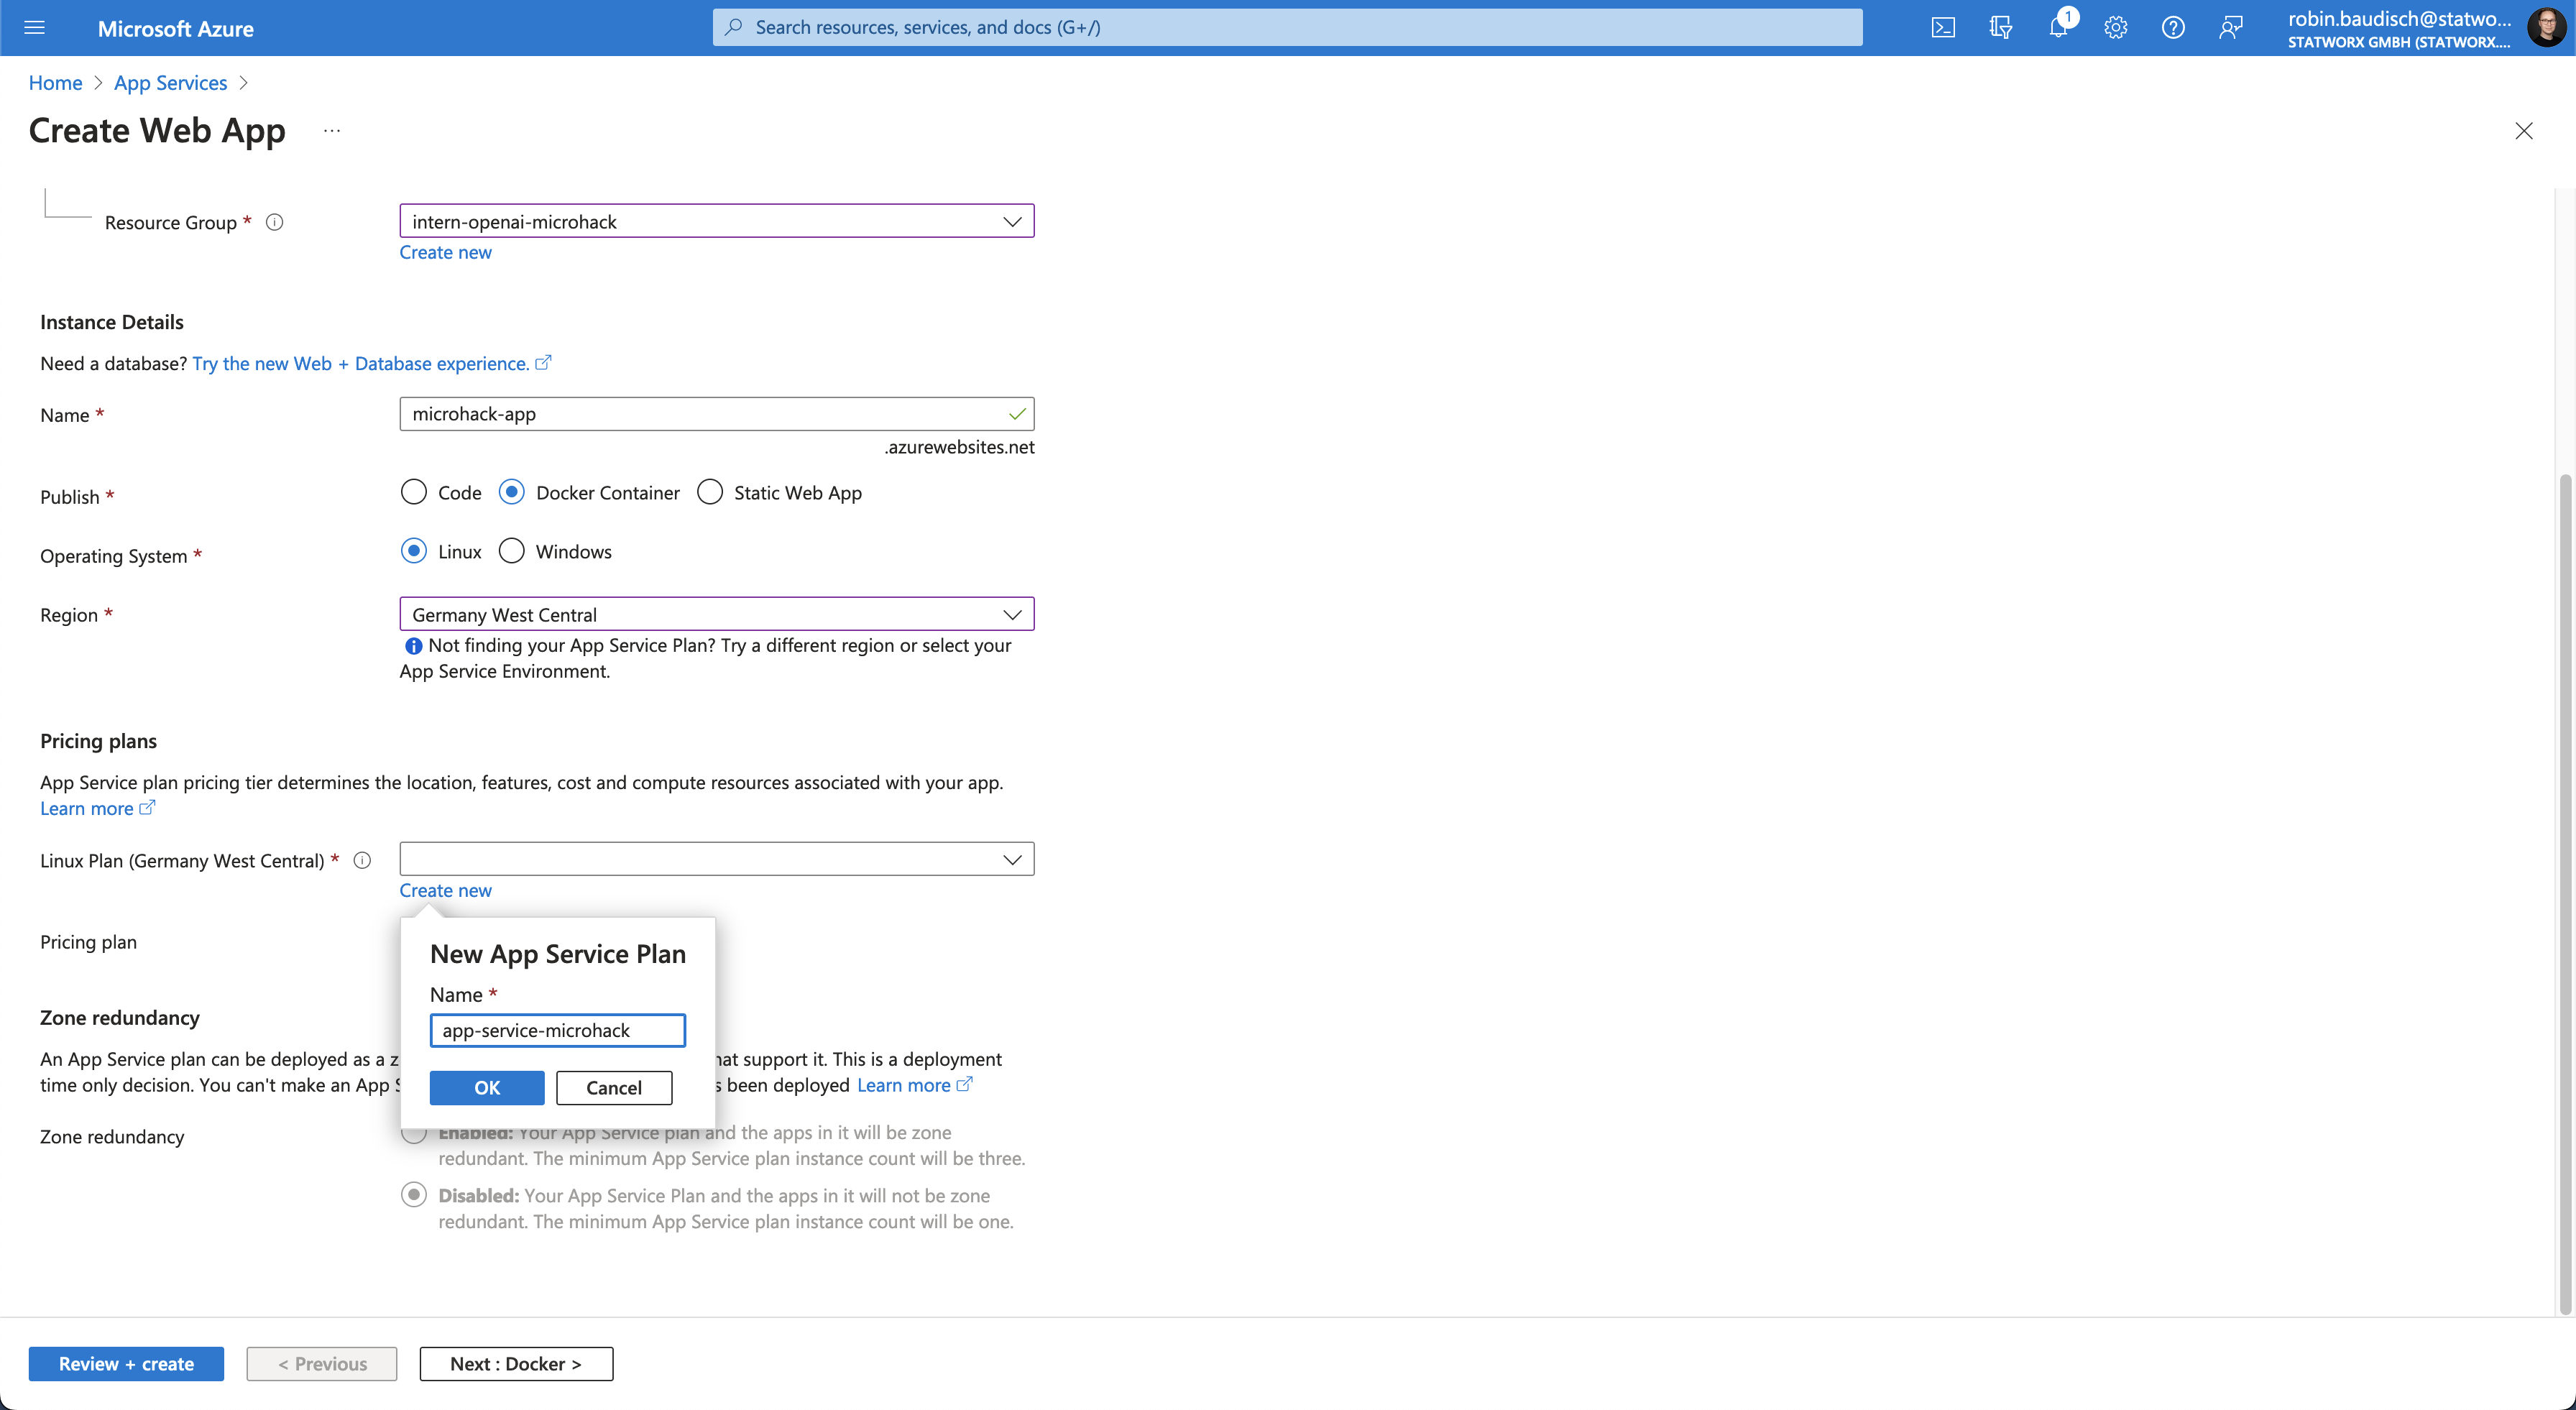 Microsoft Azure
Search resources, services, and docs (G+/)
1
robin.baudisch@statwo...
STATWORX GMBH (STATWORX....
Home > App Services >
Create Web App ...
Resource Group *
intern-openai-microhack
Create new
Instance Details
Need a database? Try the new Web + Database experience.
Name *
microhack-app
.azurewebsites.net
Publish *
Code
Docker Container
Static Web App
Operating System *
Linux
Windows
Region *
Germany West Central
Not finding your App Service Plan? Try a different region or select your
App Service Environment.
Pricing plans
App Service plan pricing tier determines the location, features, cost and compute resources associated with your app.
Learn more
Linux Plan (Germany West Central) *
Create new
Pricing plan
New App Service Plan
Name *
app-service-microhack
OK
Cancel
Zone redundancy
An App Service plan can be deployed as a z hat support it. This is a deployment
time only decision. You can't make an App S s been deployed Learn more
Zone redundancy
Enabled: Your App Service plan and the apps in it will be zone
redundant. The minimum App Service plan instance count will be three.
Disabled: Your App Service Plan and the apps in it will not be zone
redundant. The minimum App Service plan instance count will be one.
Review + create
< Previous
Next : Docker >